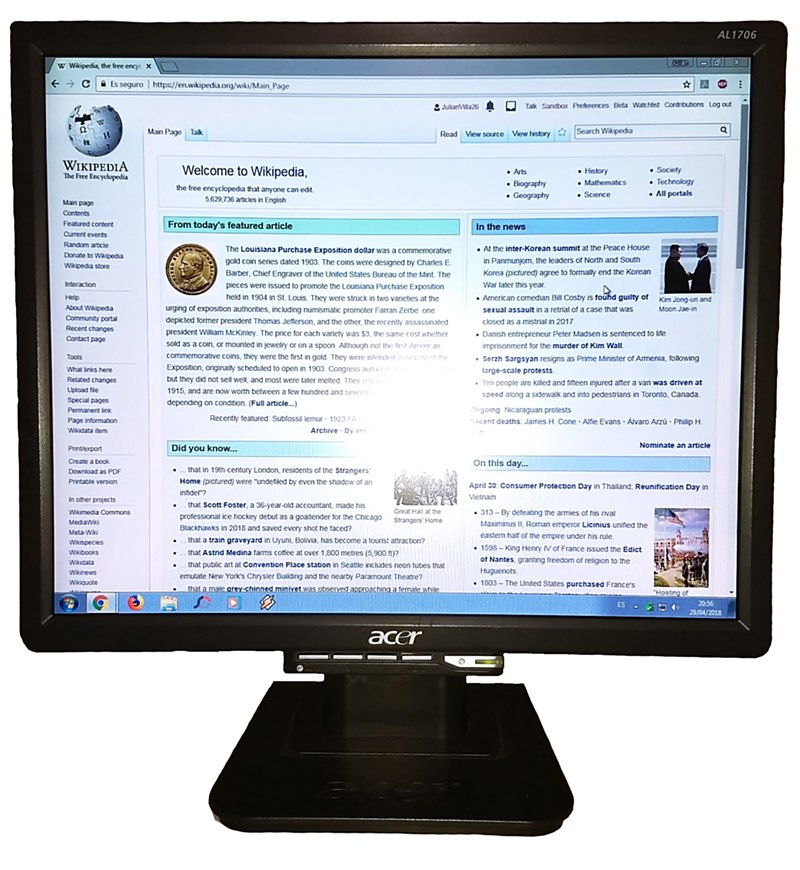 AL1706
Wikipedia, the free ency
Es seguro | https://en.wikipedia.org/wiki/Main_Page
JulianVilla26 Talk Sandbox Preferences Beta Watchlist Contributions Log out
Main Page Talk Read View source View history Search Wikipedia
WIKIPEDIA
The Free Encyclopedia
Main page
Contents
Featured content
Current events
Random article
Donate to Wikipedia
Wikipedia store
Interaction
Help
About Wikipedia
Community portal
Recent changes
Contact page
Tools
What links here
Related changes
Upload file
Special pages
Permanent link
Page information
Wikidata item
Print/export
Create a book
Download as PDF
Printable version
In other projects
Wikimedia Commons
MediaWiki
Meta-Wiki
Wikispecies
Wikibooks
Wikidata
Wikinews
Wikiquote
Welcome to Wikipedia,
the free encyclopedia that anyone can edit.
5,629,736 articles in English
• Arts
• Biography
• Geography
• History
• Mathematics
• Science
• Society
• Technology
• All portals
From today's featured article
The Louisiana Purchase Exposition dollar was a commemorative
gold coin series dated 1903. The coins were designed by Charles E.
Barber, Chief Engraver of the United States Bureau of the Mint. The
pieces were issued to promote the Louisiana Purchase Exposition
held in 1904 in St. Louis. They were struck in two varieties at the
urging of exposition authorities, including numismatic promoter Farran Zerbe: one
depicted former president Thomas Jefferson, and the other, the recently assassinated
president William McKinley. The price for each variety was $3, the same cost whether
sold as a coin, or mounted in jewelry or on a spoon. Although not the first American
commemorative coins, they were the first in gold. They were intended to
Exposition, originally scheduled to open in 1903. Congress
but they did not sell well, and most were later melted. They
1915, and are now worth between a few hundred and
depending on condition. (Full article...)
Recently featured: Subfossil lemur · 1923 FA
Archive · By
Did you know...
• ... that in 19th-century London, residents of the Strangers'
Home (pictured) were "undefiled by even the shadow of an
infidel"?
• ... that Scott Foster, a 36-year-old accountant, made his
professional ice hockey debut as a goaltender for the Chicago
Blackhawks in 2018 and saved every shot he faced?
• ... that a train graveyard in Uyuni, Bolivia, has become a tourist attraction?
• ... that Astrid Medina farms coffee at over 1,800 metres (5,900 ft)?
• ... that public art at Convention Place station in Seattle includes neon tubes that
emulate New York's Chrysler Building and the nearby Paramount Theatre?
• ... that a male grey-chinned minivet was observed approaching a female while
Great Hall at the
Strangers' Home
In the news
• At the inter-Korean summit at the Peace House
in Panmunjom, the leaders of North and South
Korea (pictured) agree to formally end the Korean
War later this year.
• American comedian Bill Cosby is found guilty of
sexual assault in a retrial of a case that was
closed as a mistrial in 2017.
• Danish entrepreneur Peter Madsen is sentenced to life
imprisonment for the murder of Kim Wall.
• Serzh Sargsyan resigns as Prime Minister of Armenia, following
large-scale protests.
• Ten people are killed and fifteen injured after a van was driven at
speed along a sidewalk and into pedestrians in Toronto, Canada.
Kim Jong-un and
Moon Jae-in
Ongoing: Nicaraguan protests
Recent deaths: James H. Cone · Alfie Evans · Álvaro Arzú · Philip H.
Nominate an article
On this day...
April 30: Consumer Protection Day in Thailand; Reunification Day in
Vietnam
• 313 – By defeating the armies of his rival
Maximinus II, Roman emperor Licinius unified the
eastern half of the empire under his rule.
• 1598 – King Henry IV of France issued the Edict
of Nantes, granting freedom of religion to the
Huguenots.
• 1803 – The United States purchased France's
"Hoisting of
ES
20:56
29/04/2018
acer
acer